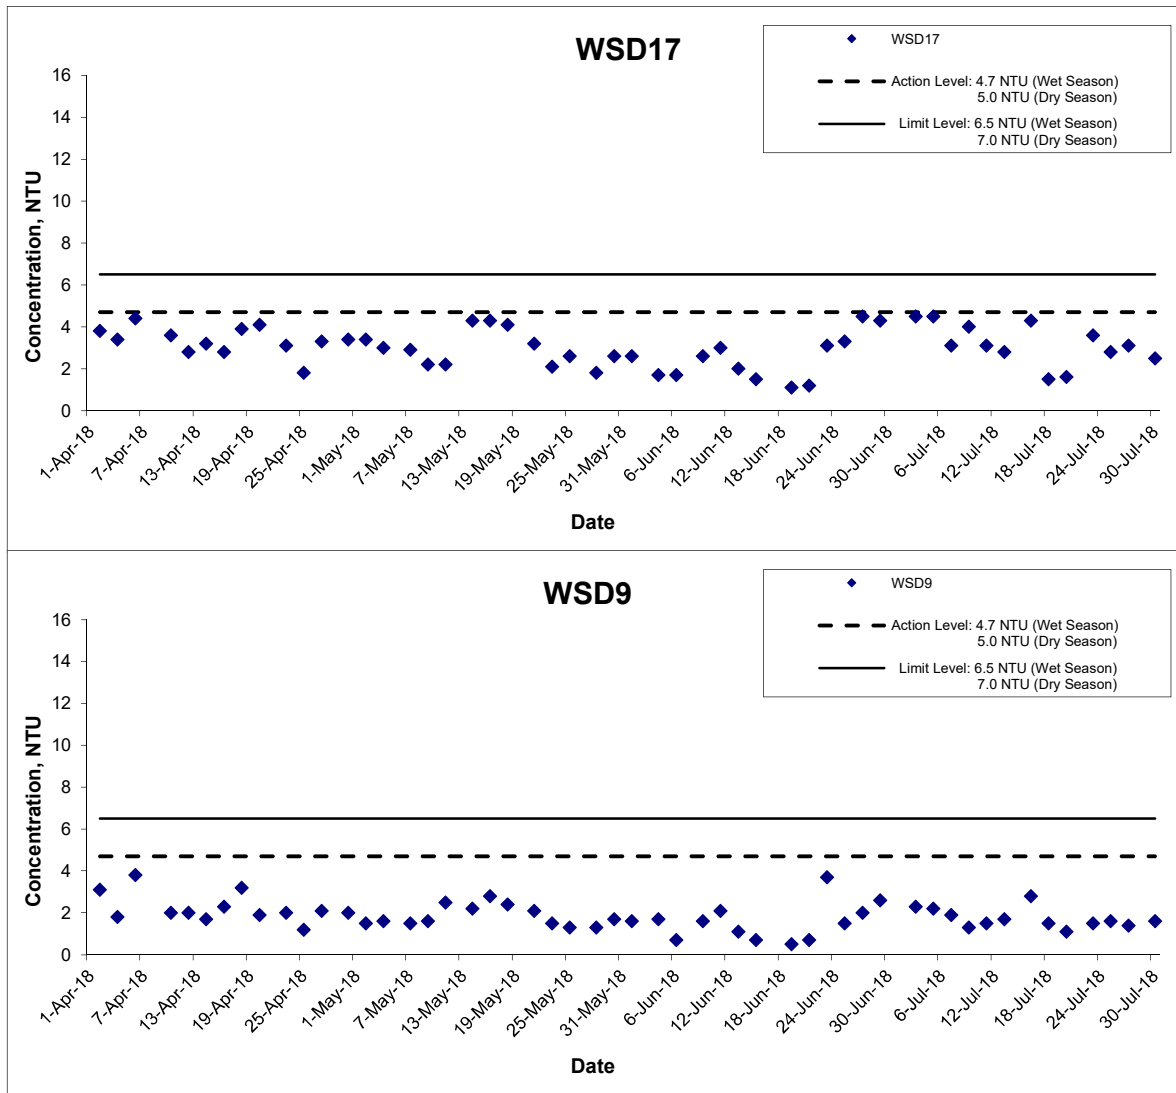 WSD17
WSD17
Action Level: 4.7 NTU (Wet Season)
5.0 NTU (Dry Season)
Limit Level: 6.5 NTU (Wet Season)
7.0 NTU (Dry Season)
Concentration, NTU
16
14
12
10
8
6
4
2
0
1-Apr-18
7-Apr-18
13-Apr-18
19-Apr-18
25-Apr-18
1-May-18
7-May-18
13-May-18
19-May-18
25-May-18
31-May-18
6-Jun-18
12-Jun-18
18-Jun-18
24-Jun-18
30-Jun-18
6-Jul-18
12-Jul-18
18-Jul-18
24-Jul-18
30-Jul-18
Date
WSD9
WSD9
Action Level: 4.7 NTU (Wet Season)
5.0 NTU (Dry Season)
Limit Level: 6.5 NTU (Wet Season)
7.0 NTU (Dry Season)
Concentration, NTU
16
14
12
10
8
6
4
2
0
1-Apr-18
7-Apr-18
13-Apr-18
19-Apr-18
25-Apr-18
1-May-18
7-May-18
13-May-18
19-May-18
25-May-18
31-May-18
6-Jun-18
12-Jun-18
18-Jun-18
24-Jun-18
30-Jun-18
6-Jul-18
12-Jul-18
18-Jul-18
24-Jul-18
30-Jul-18
Date